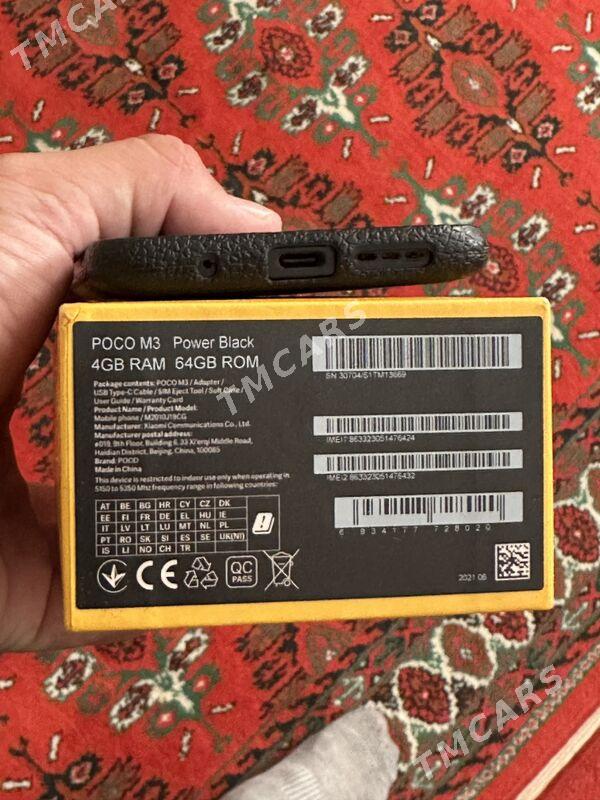 TMCARS
POCO M3 Power Black
4GB RAM 64GB ROM
Package contents: POCO M3 / Adapter /
USB Type-C Cable / SIM Eject Tool / Soft Case /
User Guide / Warranty Card
Product Name / Product Model:
Mobile phone / M2010J19CG
Manufacturer: Xiaomi Communications Co., Ltd.
Manufacturer postal address:
#019, 9th Floor, Building 6, 33 Xi'erqi Middle Road,
Haidian District, Beijing, China, 100085
Brand: POCO
Made in China
This device is restricted to indoor use only when operating in
5150 to 5350 MHz frequency range in following countries:
AT BE BG HR CY CZ DK
EE FI FR DE EL HU IE
IT LV LT LU MT NL PL
PT RO SK SI ES SE UK(NI)
IS LI NO CH TR
CE
QC
PASS
SN: 30704/S1TM13669
IMEI1: 863323051476424
IMEI2: 863323051476432
6 934177 728020
2021.06
TMCARS
TMCARS
TMCARS